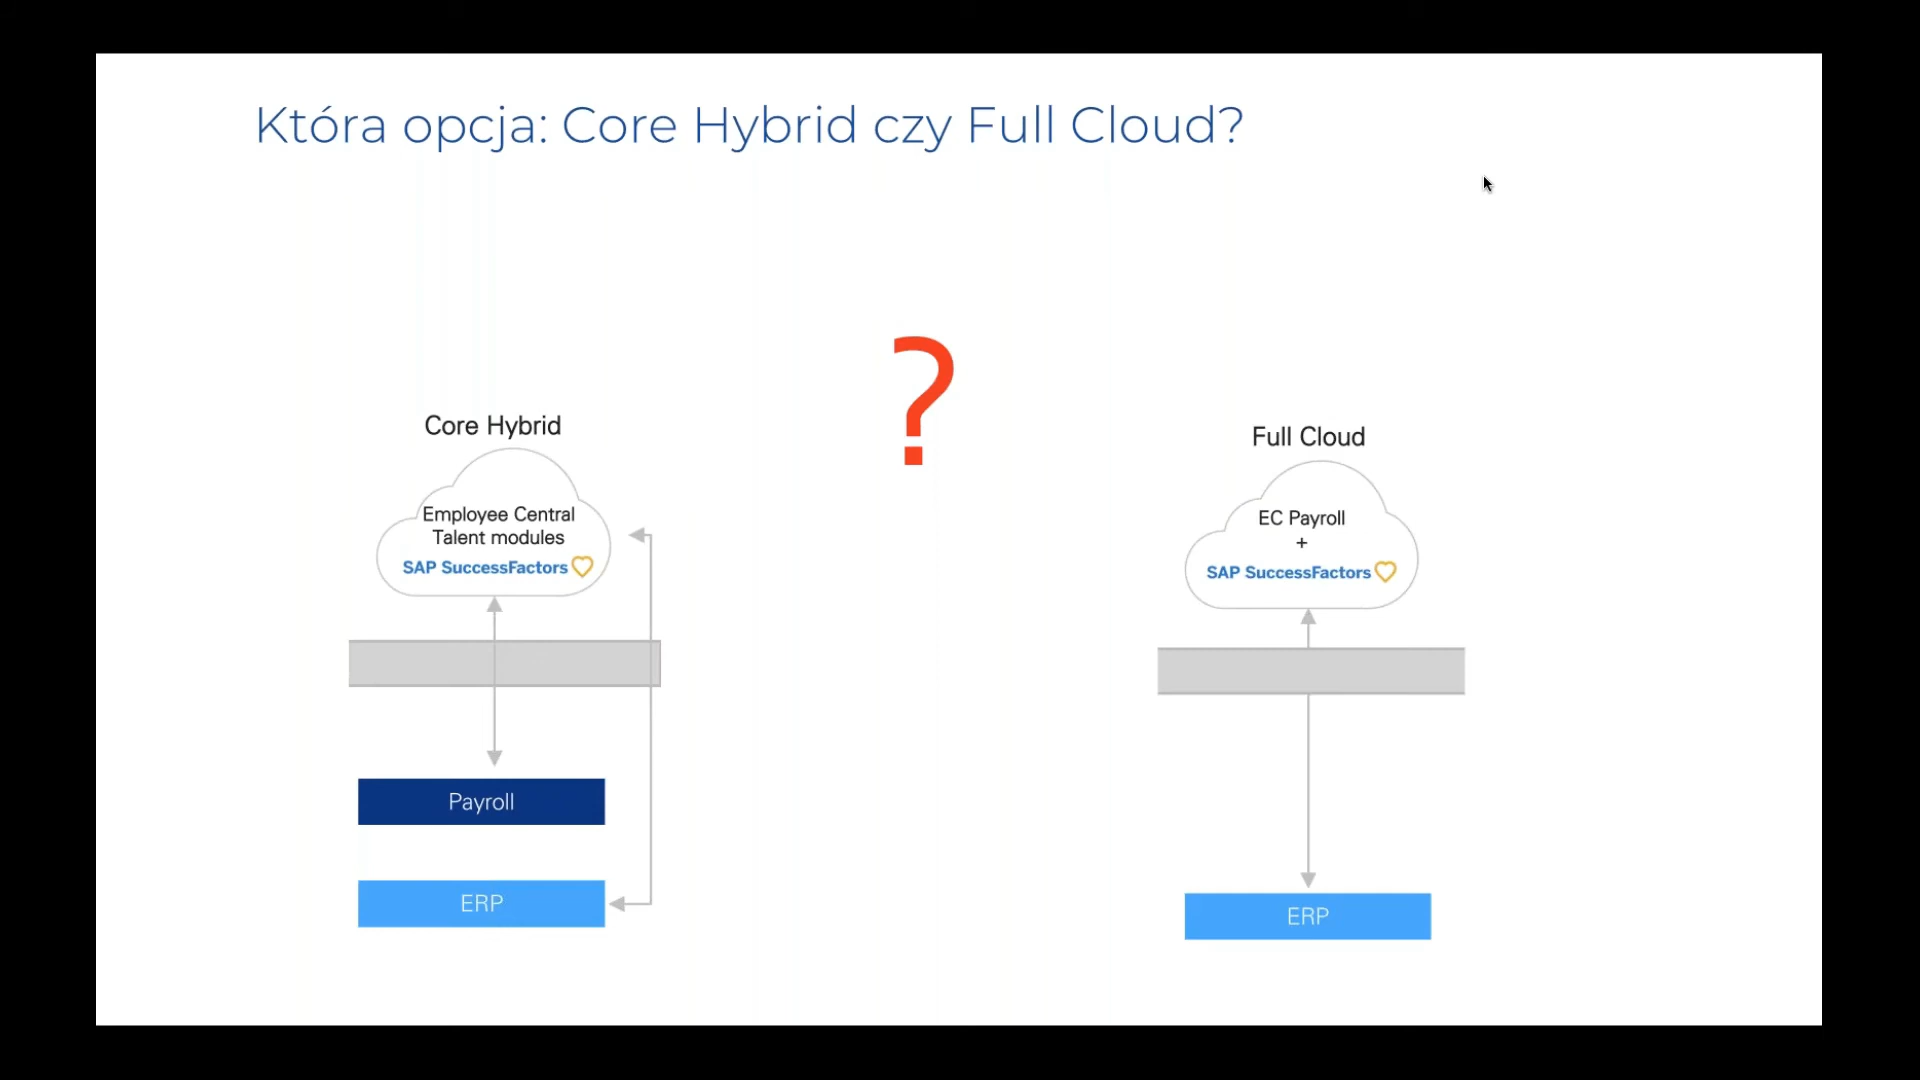 Która opcja: Core Hybrid czy Full Cloud?
?
Core Hybrid
Employee Central
Talent modules
SAP SuccessFactors
Payroll
ERP
Full Cloud
EC Payroll
+
SAP SuccessFactors
ERP